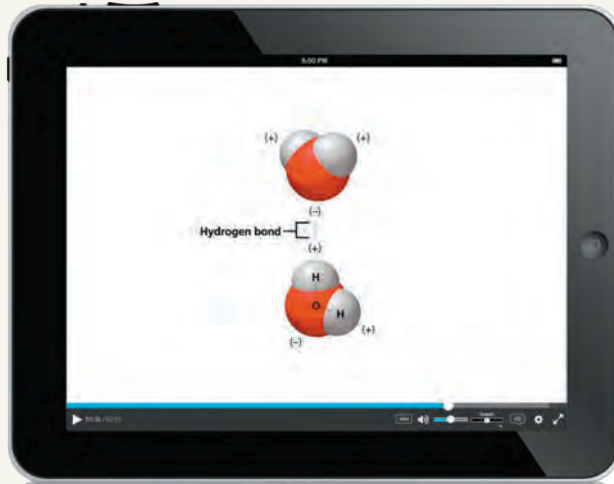 5:50 PM
(+) (+)
(–)
Hydrogen bond
(+)
H
O
H
(+)
(–)